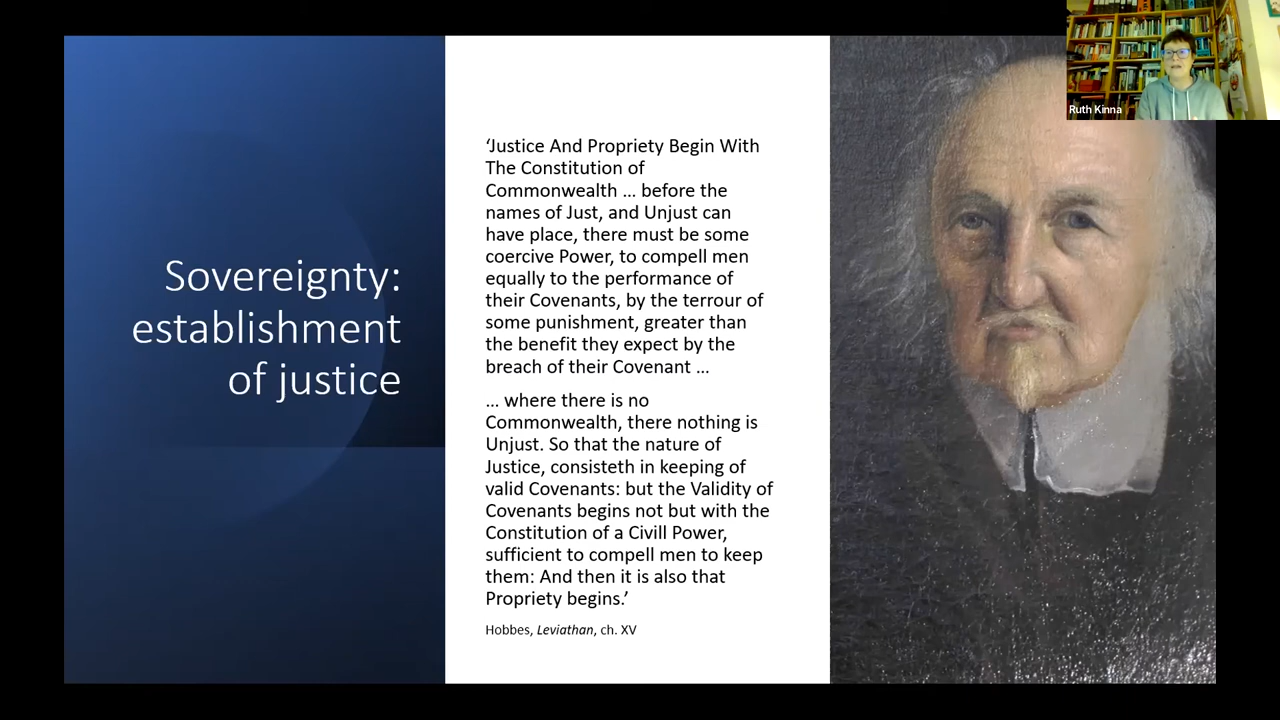 Ruth Kinna
Sovereignty:
establishment
of justice
‘Justice And Propriety Begin With
The Constitution of
Commonwealth ... before the
names of Just, and Unjust can
have place, there must be some
coercive Power, to compell men
equally to the performance of
their Covenants, by the terrour of
some punishment, greater than
the benefit they expect by the
breach of their Covenant ...
... where there is no
Commonwealth, there nothing is
Unjust. So that the nature of
Justice, consisteth in keeping of
valid Covenants: but the Validity of
Covenants begins not but with the
Constitution of a Civill Power,
sufficient to compell men to keep
them: And then it is also that
Propriety begins.’
Hobbes, Leviathan, ch. XV